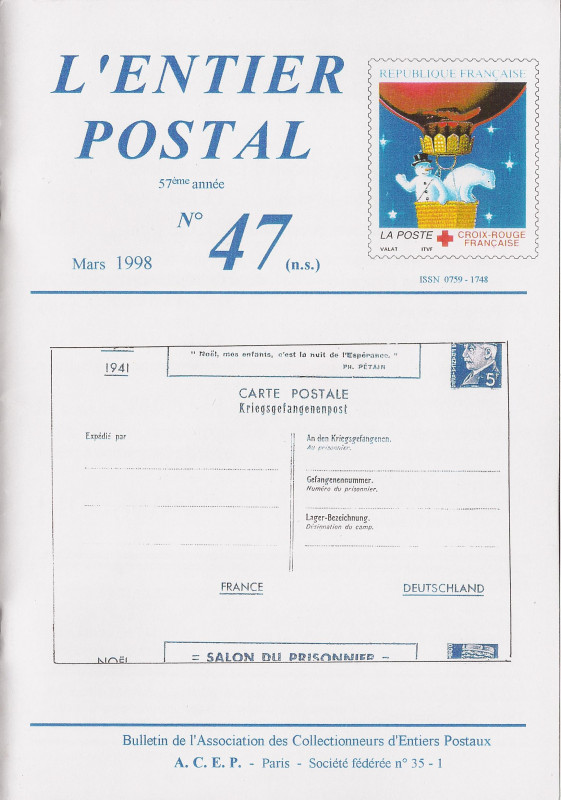 L'ENTIER
POSTAL
57ème année
N° 47 (n.s.)
Mars 1998
RÉPUBLIQUE FRANÇAISE
LA POSTE
CROIX-ROUGE
FRANÇAISE
VALAT ITVF
ISSN 0759 - 1748
1941
" Noël, mes enfants, c'est la nuit de l'Espérance. "
PH. PÉTAIN
5F
CARTE POSTALE
Kriegsgefangenenpost
Expédié par
An den Kriegsgefangenen.
Au prisonnier.
Gefangenennummer.
Numéro du prisonnier.
Lager-Bezeichnung.
Désignation du camp.
FRANCE
DEUTSCHLAND
NOËL
= SALON DU PRISONNIER -
Bulletin de l'Association des Collectionneurs d'Entiers Postaux
A. C. E. P. - Paris - Société fédérée n° 35 - 1